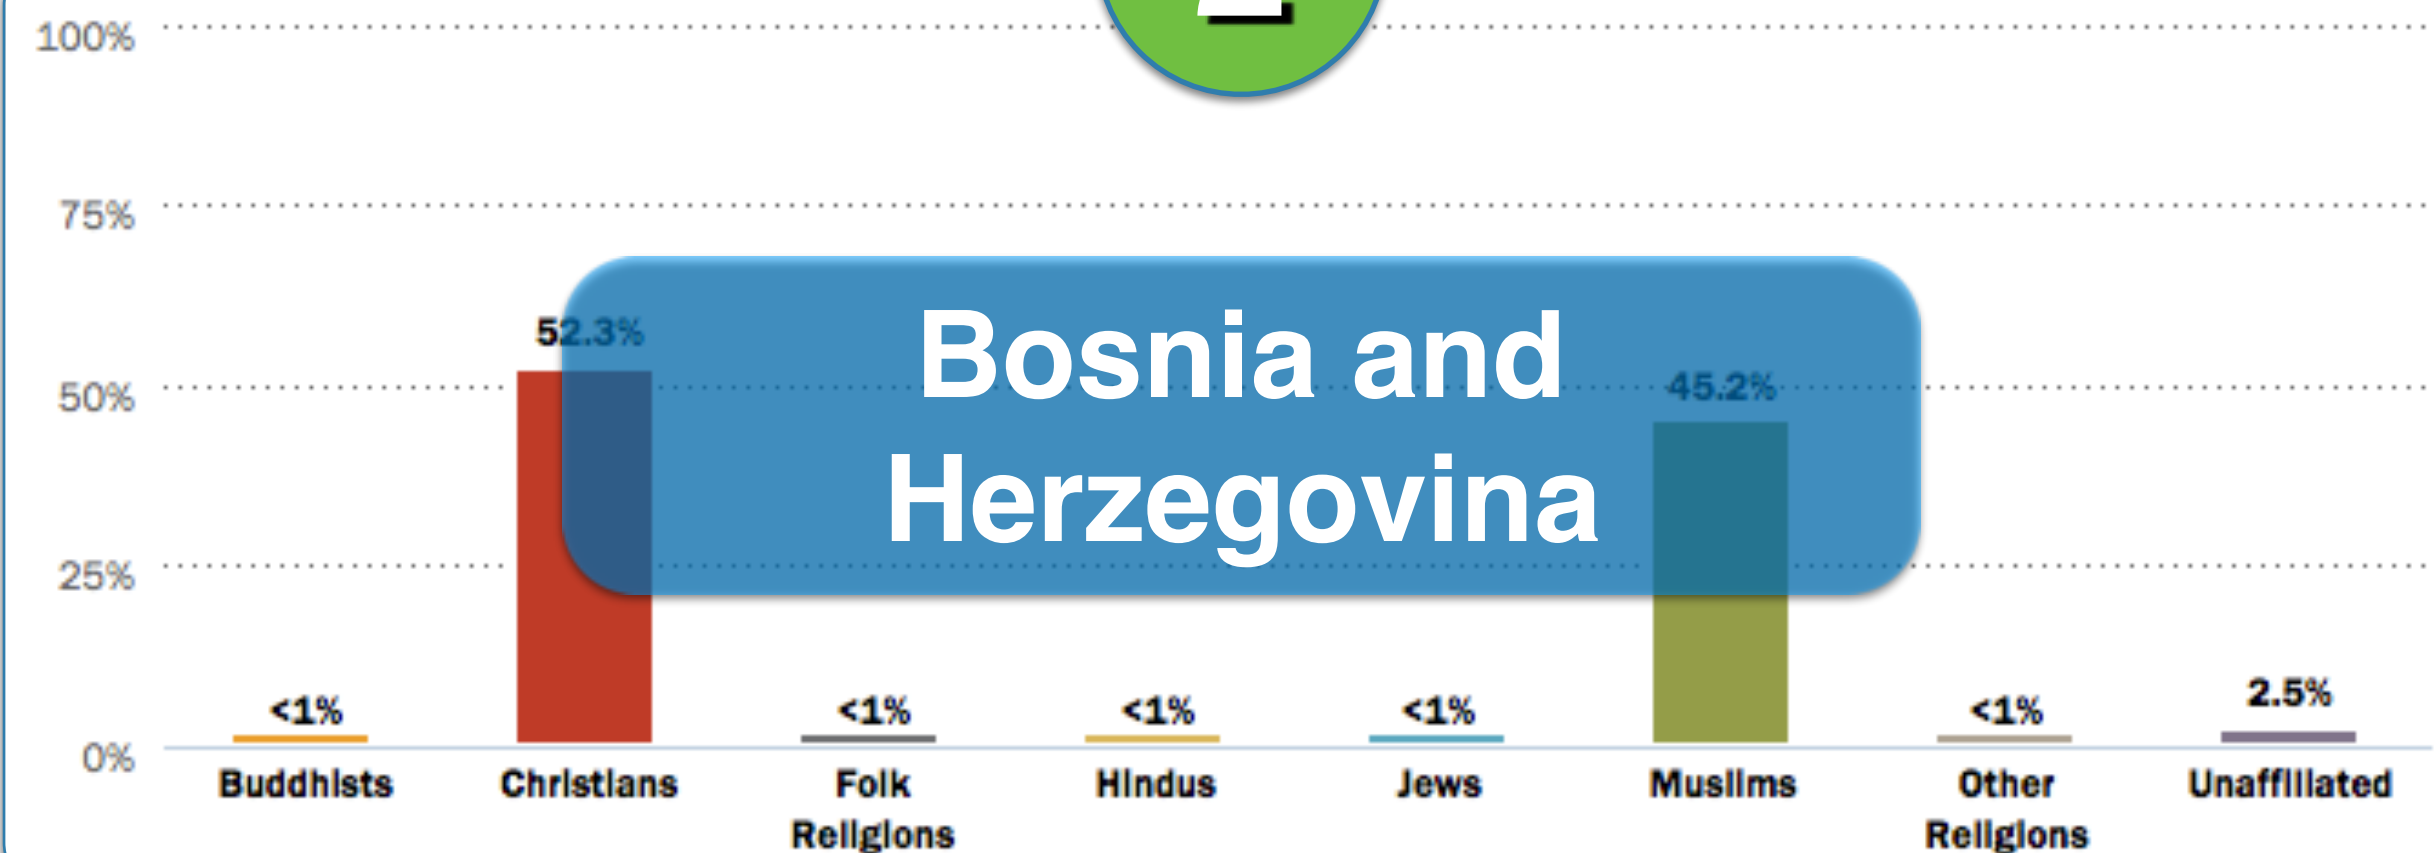 100%
75%
50%
25%
0%
52.3%
45.2%
<1%
<1%
<1%
<1%
<1%
2.5%
Bosnia and
Herzegovina
Buddhists
Christians
Folk
Religions
Hindus
Jews
Muslims
Other
Religions
Unaffiliated